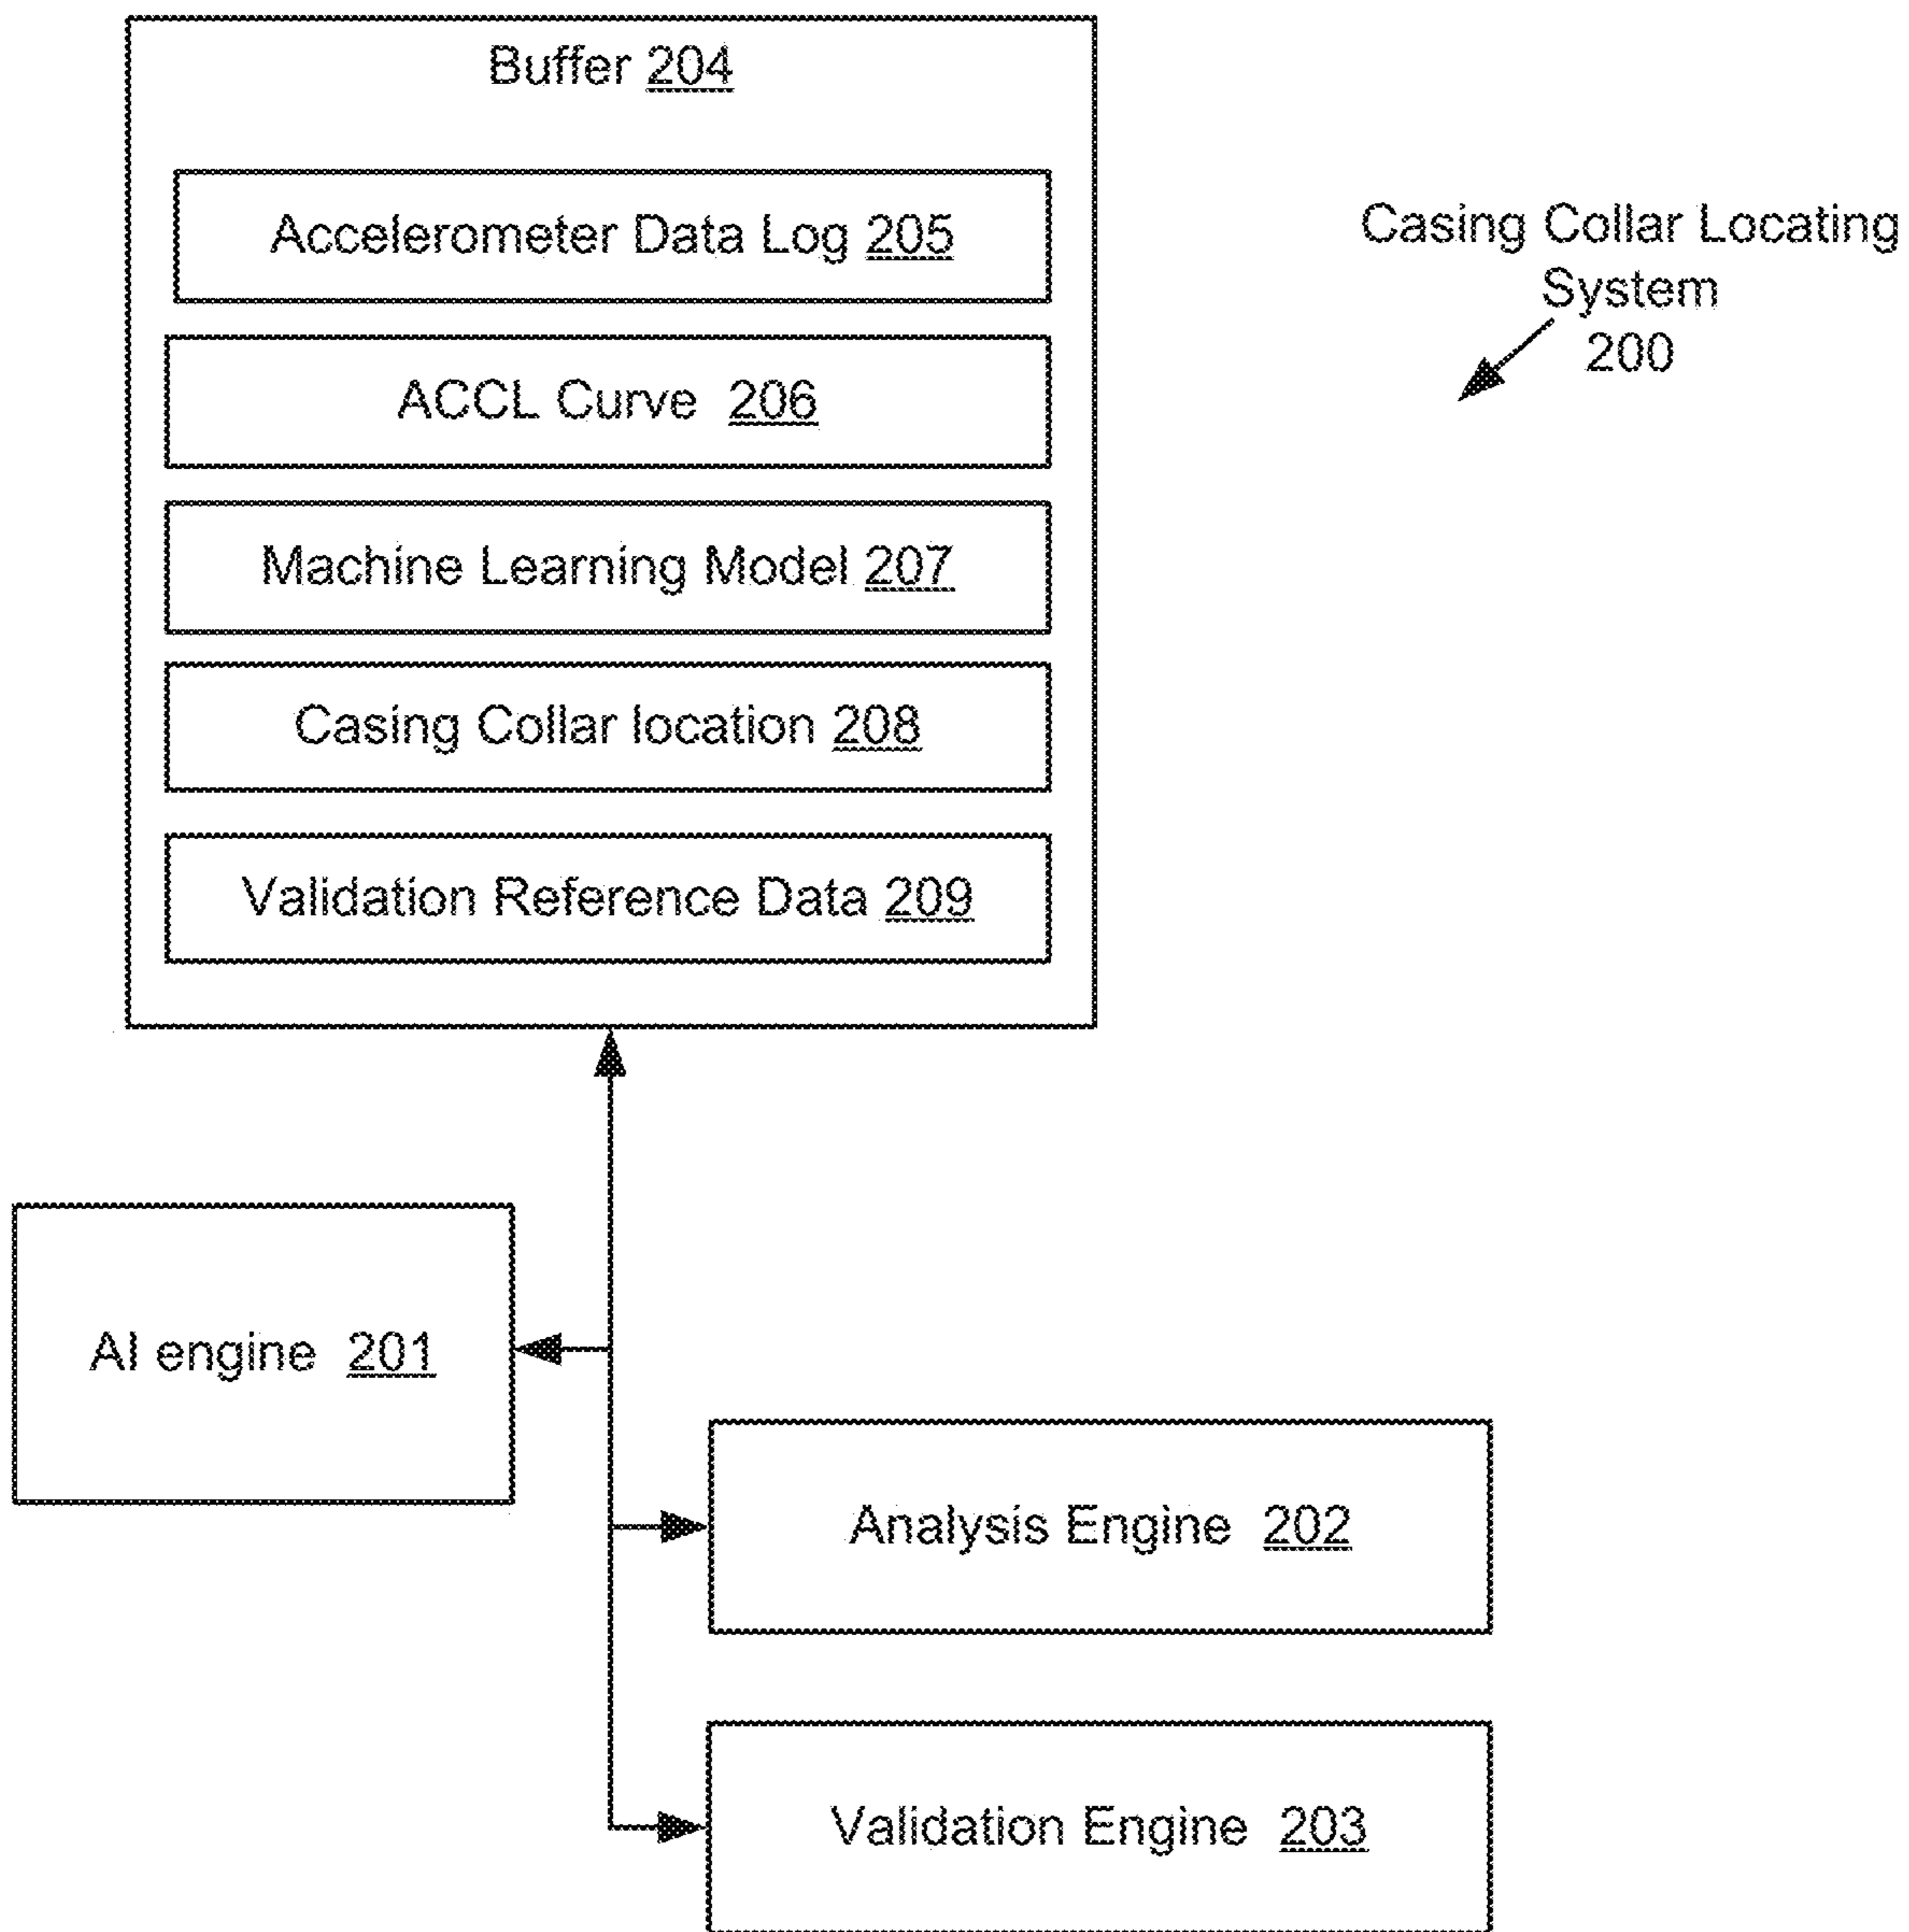 Buffer 204
Accelerometer Data Log 205
Casing Collar Locating
System
200
ACCL Curve 206
Machine Learning Model 207
Casing Collar location 208
Validation Reference Data 209
AI engine 201
Analysis Engine 202
Validation Engine 203